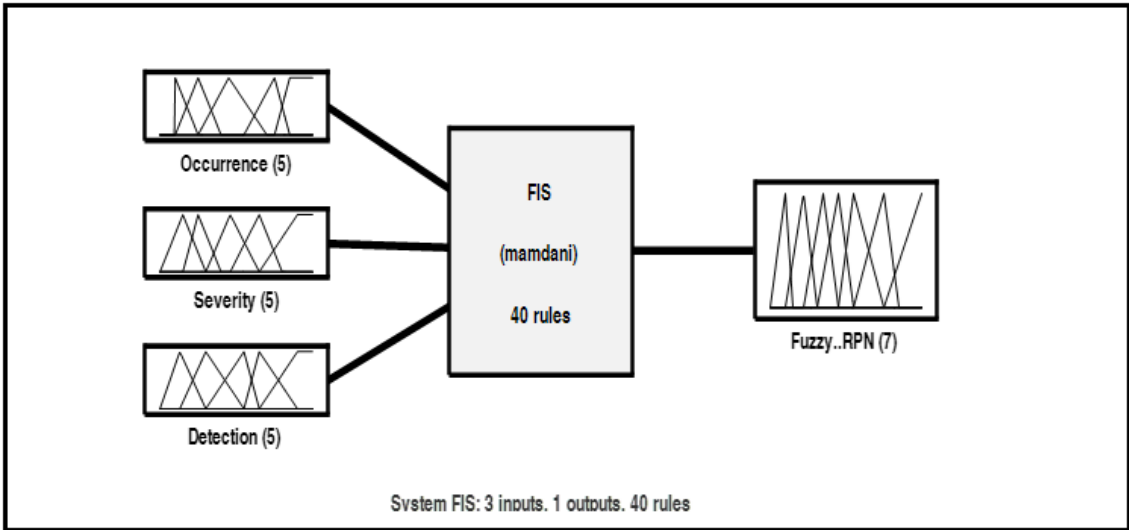 Occurrence (5)
Severity (5)
Detection (5)
FIS
(mamdani)
40 rules
Fuzzy..RPN (7)
System FIS: 3 inputs, 1 outputs, 40 rules